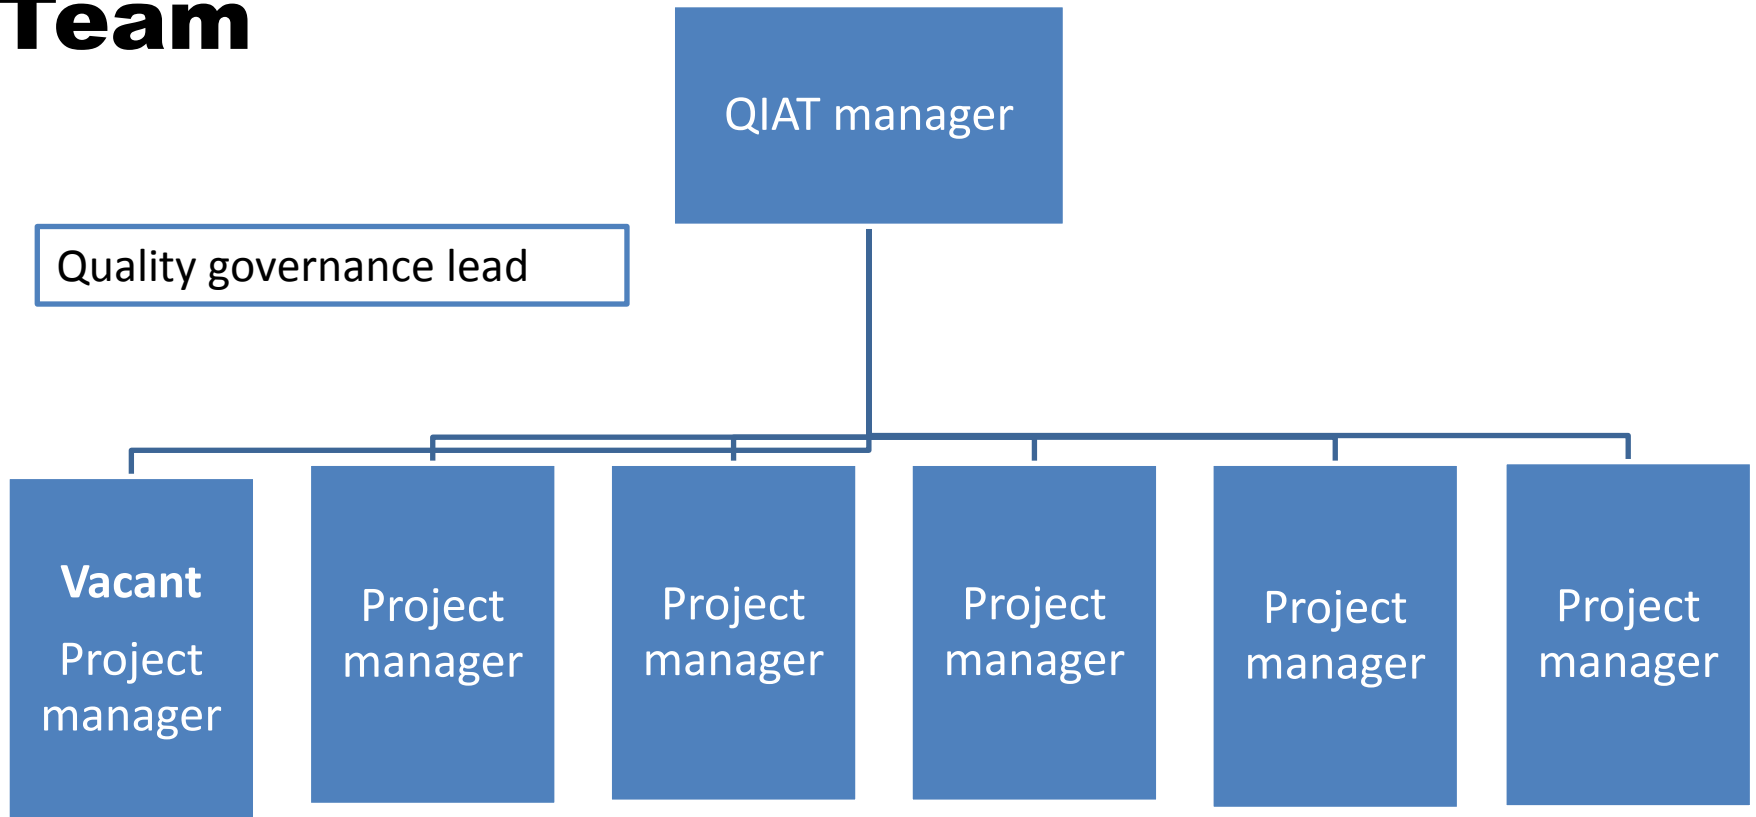 Team
QIAT manager
Quality governance lead
Vacant
Project
manager
Project
manager
Project
manager
Project
manager
Project
manager
Project
manager